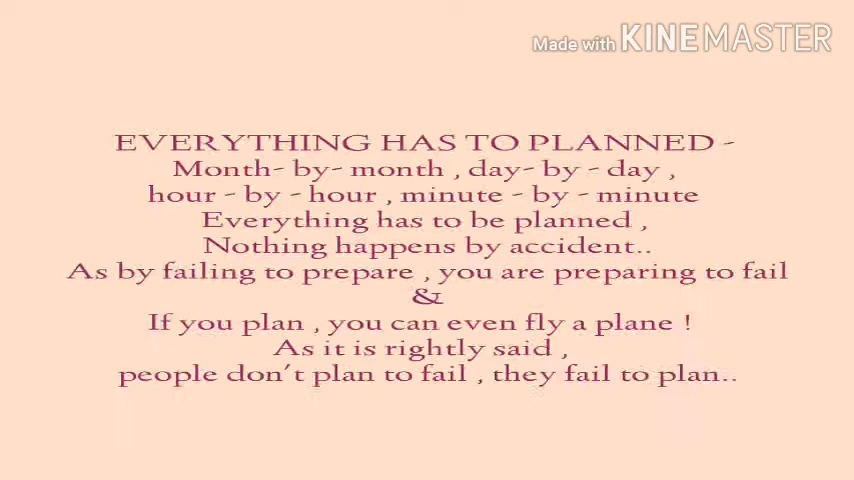 Made with KINEMASTER
EVERYTHING HAS TO PLANNED -
Month- by- month , day- by - day ,
hour - by - hour , minute - by - minute
Everything has to be planned ,
Nothing happens by accident..
As by failing to prepare , you are preparing to fail
&
If you plan , you can even fly a plane !
As it is rightly said ,
people don't plan to fail , they fail to plan..